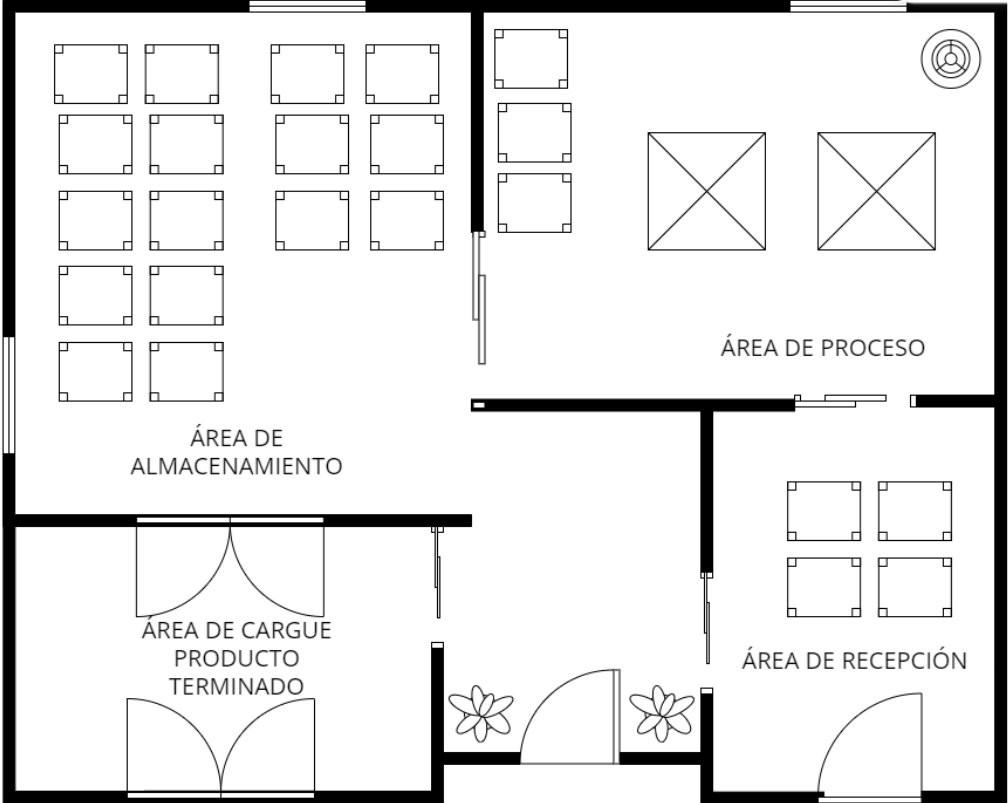 ÁREA DE PROCESO
ÁREA DE
ALMACENAMIENTO
ÁREA DE CARGUE
PRODUCTO
TERMINADO
ÁREA DE RECEPCIÓN